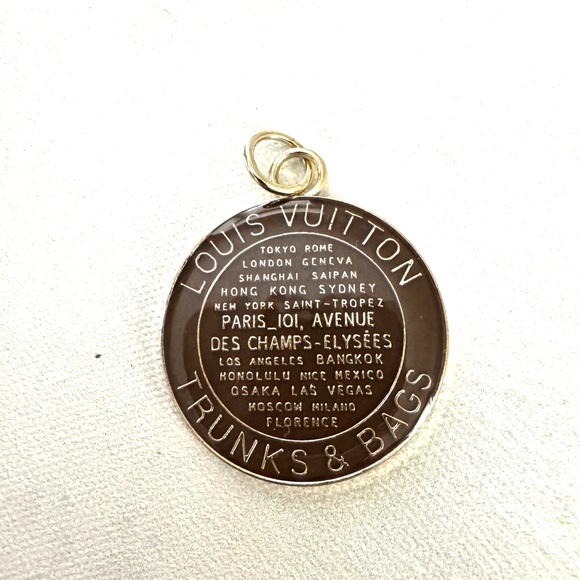 LOUIS VUITTON
TOKYO ROME
LONDON GENEVA
SHANGHAI SAIPAN
HONG KONG SYDNEY
NEW YORK SAINT-TROPEZ
PARIS_101, AVENUE
DES CHAMPS-ELYSÉES
LOS ANGELES BANGKOK
HONOLULU NICE MEXICO
OSAKA LAS VEGAS
MOSCOW MILANO
FLORENCE
TRUNKS & BAGS